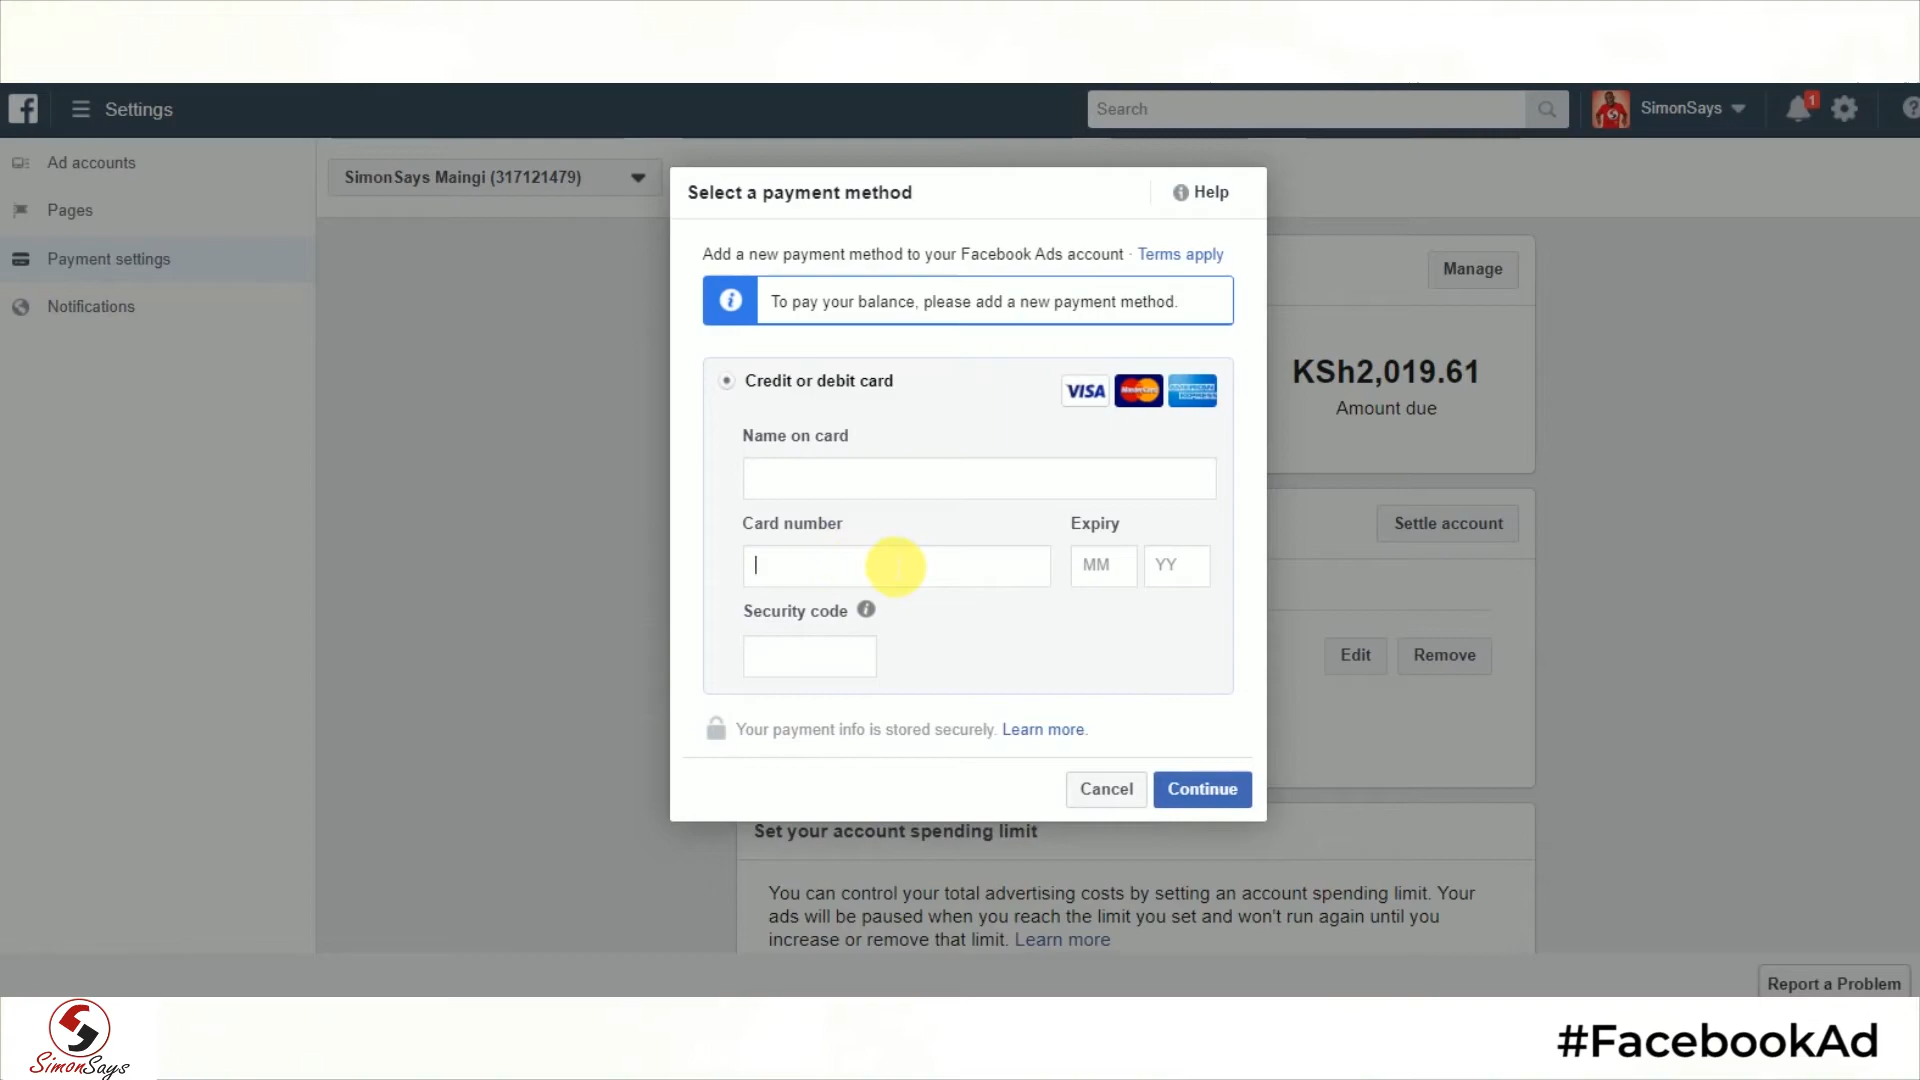 Settings
Search
SimonSays
1
Ad accounts
Pages
Payment settings
Notifications
SimonSays Maingi (317121479)
Select a payment method
Help
Add a new payment method to your Facebook Ads account · Terms apply
To pay your balance, please add a new payment method.
Credit or debit card
VISA
MasterCard
Name on card
Card number
Expiry
MM
YY
Security code
Your payment info is stored securely. Learn more.
Cancel
Continue
Manage
KSh2,019.61
Amount due
Settle account
Edit
Remove
Set your account spending limit
You can control your total advertising costs by setting an account spending limit. Your
ads will be paused when you reach the limit you set and won't run again until you
increase or remove that limit. Learn more
Report a Problem
SimonSays
#FacebookAd